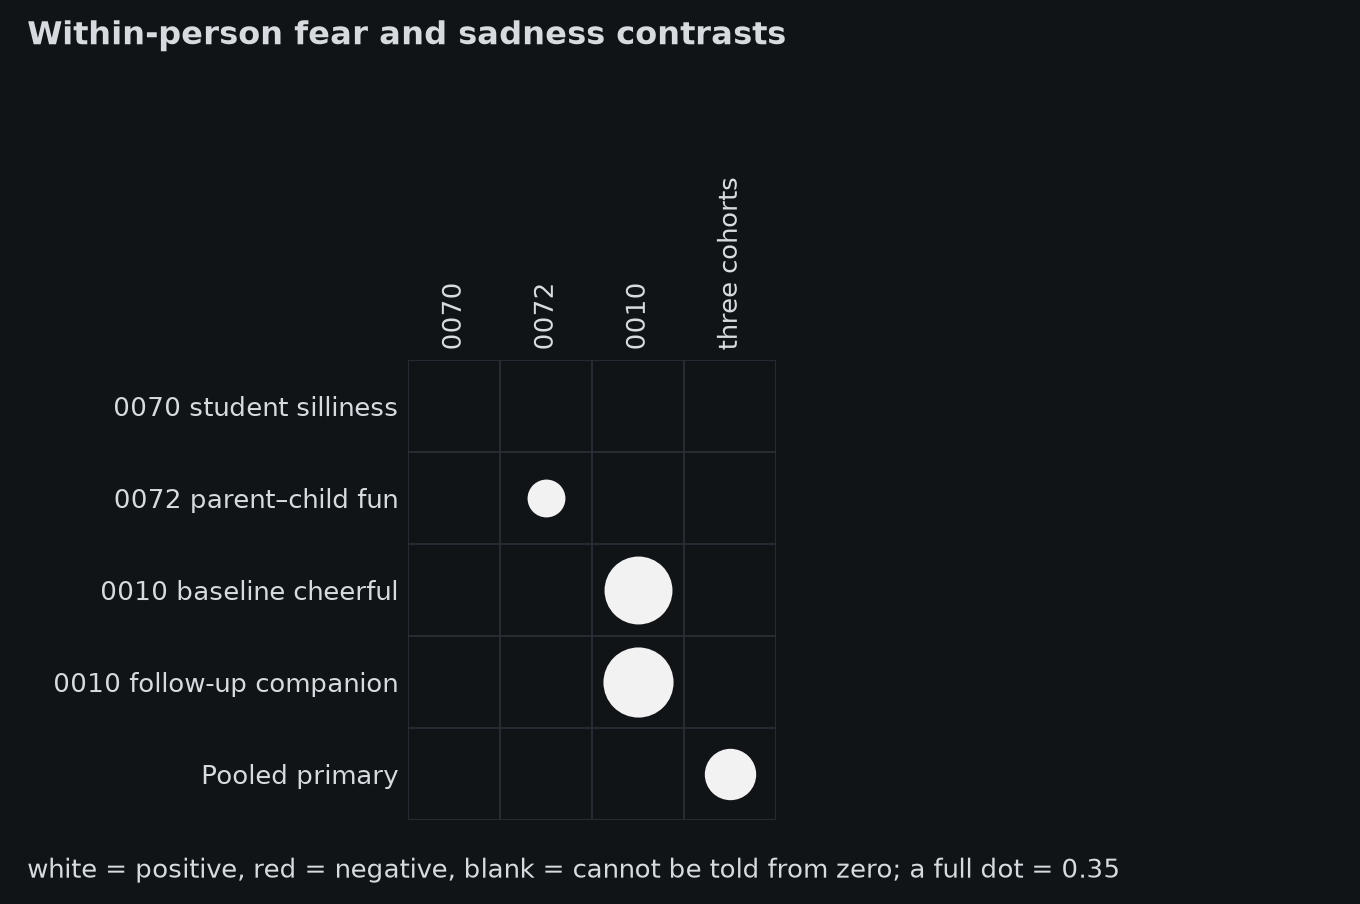 Within-person fear and sadness contrasts
0070
0072
0010
three cohorts
0070 student silliness
0072 parent–child fun
0010 baseline cheerful
0010 follow-up companion
Pooled primary
white = positive, red = negative, blank = cannot be told from zero; a full dot = 0.35